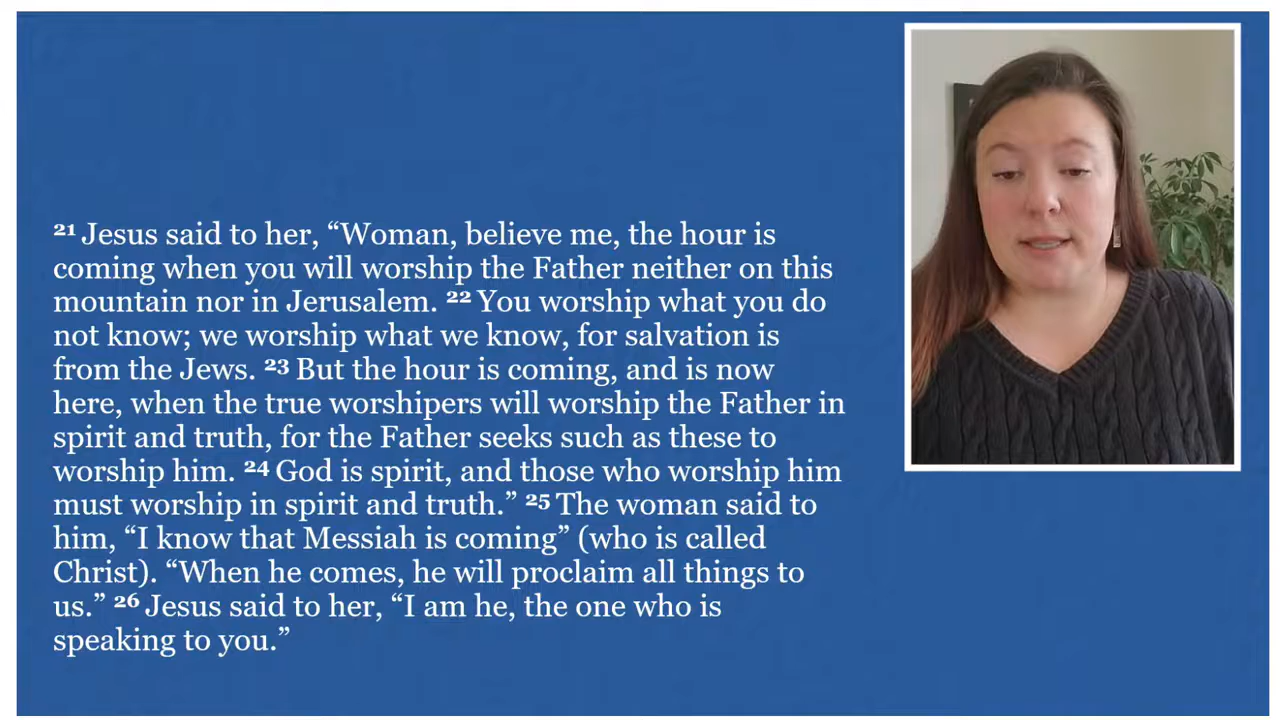 ²¹ Jesus said to her, “Woman, believe me, the hour is
coming when you will worship the Father neither on this
mountain nor in Jerusalem. ²² You worship what you do
not know; we worship what we know, for salvation is
from the Jews. ²³ But the hour is coming, and is now
here, when the true worshipers will worship the Father in
spirit and truth, for the Father seeks such as these to
worship him. ²⁴ God is spirit, and those who worship him
must worship in spirit and truth.” ²⁵ The woman said to
him, “I know that Messiah is coming” (who is called
Christ). “When he comes, he will proclaim all things to
us.” ²⁶ Jesus said to her, “I am he, the one who is
speaking to you.”